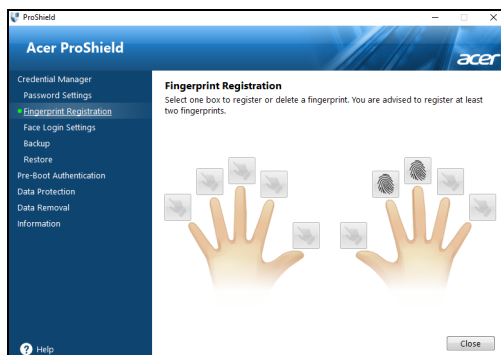 ProShield
Acer ProShield
acer
Credential Manager
Password Settings
Fingerprint Registration
Face Login Settings
Backup
Restore
Pre-Boot Authentication
Data Protection
Data Removal
Information
Help
Fingerprint Registration
Select one box to register or delete a fingerprint. You are advised to register at least
two fingerprints.
Close